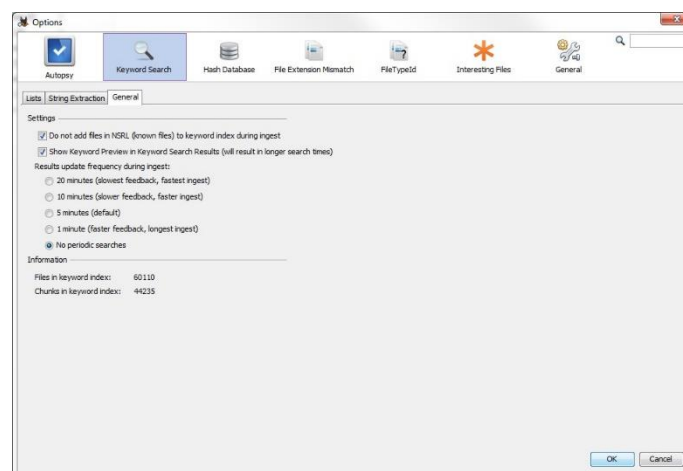 Options
Autopsy
Keyword Search
Hash Database
File Extension Mismatch
FileTypeId
Interesting Files
General
Lists String Extraction General
Settings
Do not add files in NSRL (known files) to keyword index during ingest
Show Keyword Preview in Keyword Search Results (will result in longer search times)
Results update frequency during ingest:
20 minutes (slowest feedback, fastest ingest)
10 minutes (slower feedback, faster ingest)
5 minutes (default)
1 minute (faster feedback, longest ingest)
No periodic searches
Information
Files in keyword index: 60110
Chunks in keyword index: 44235
OK Cancel